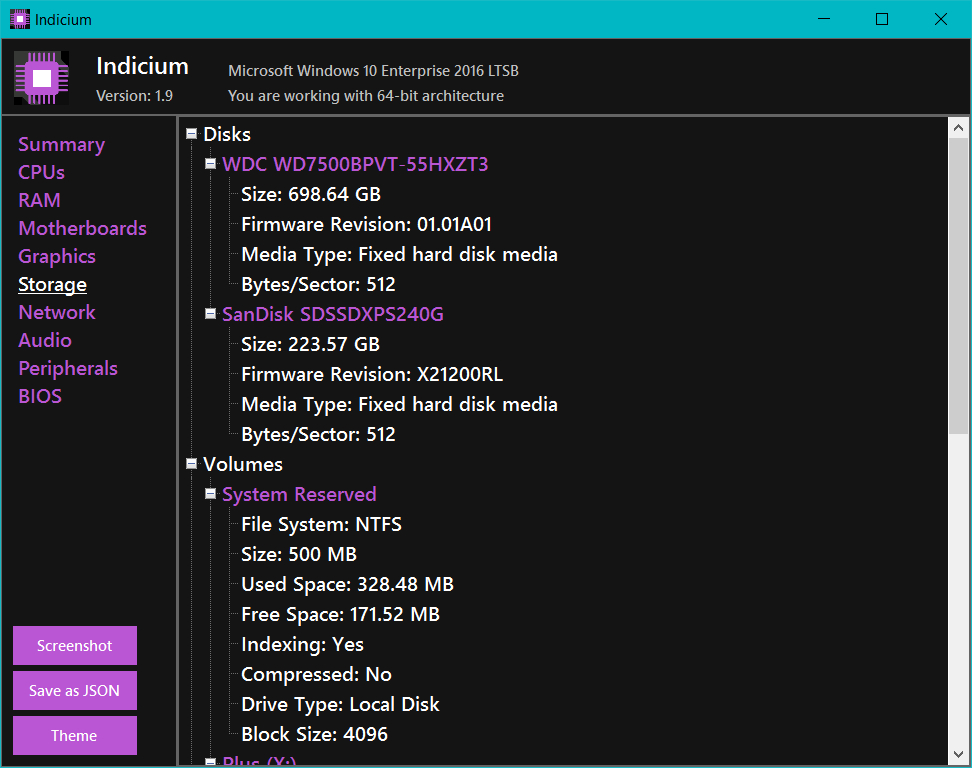 Indicium
Indicium
Version: 1.9
Microsoft Windows 10 Enterprise 2016 LTSB
You are working with 64-bit architecture
Summary
CPUs
RAM
Motherboards
Graphics
Storage
Network
Audio
Peripherals
BIOS
Screenshot
Save as JSON
Theme
Disks
WDC WD7500BPVT-55HXZT3
Size: 698.64 GB
Firmware Revision: 01.01A01
Media Type: Fixed hard disk media
Bytes/Sector: 512
SanDisk SDSSDXPS240G
Size: 223.57 GB
Firmware Revision: X21200RL
Media Type: Fixed hard disk media
Bytes/Sector: 512
Volumes
System Reserved
File System: NTFS
Size: 500 MB
Used Space: 328.48 MB
Free Space: 171.52 MB
Indexing: Yes
Compressed: No
Drive Type: Local Disk
Block Size: 4096
Plus (Y:)